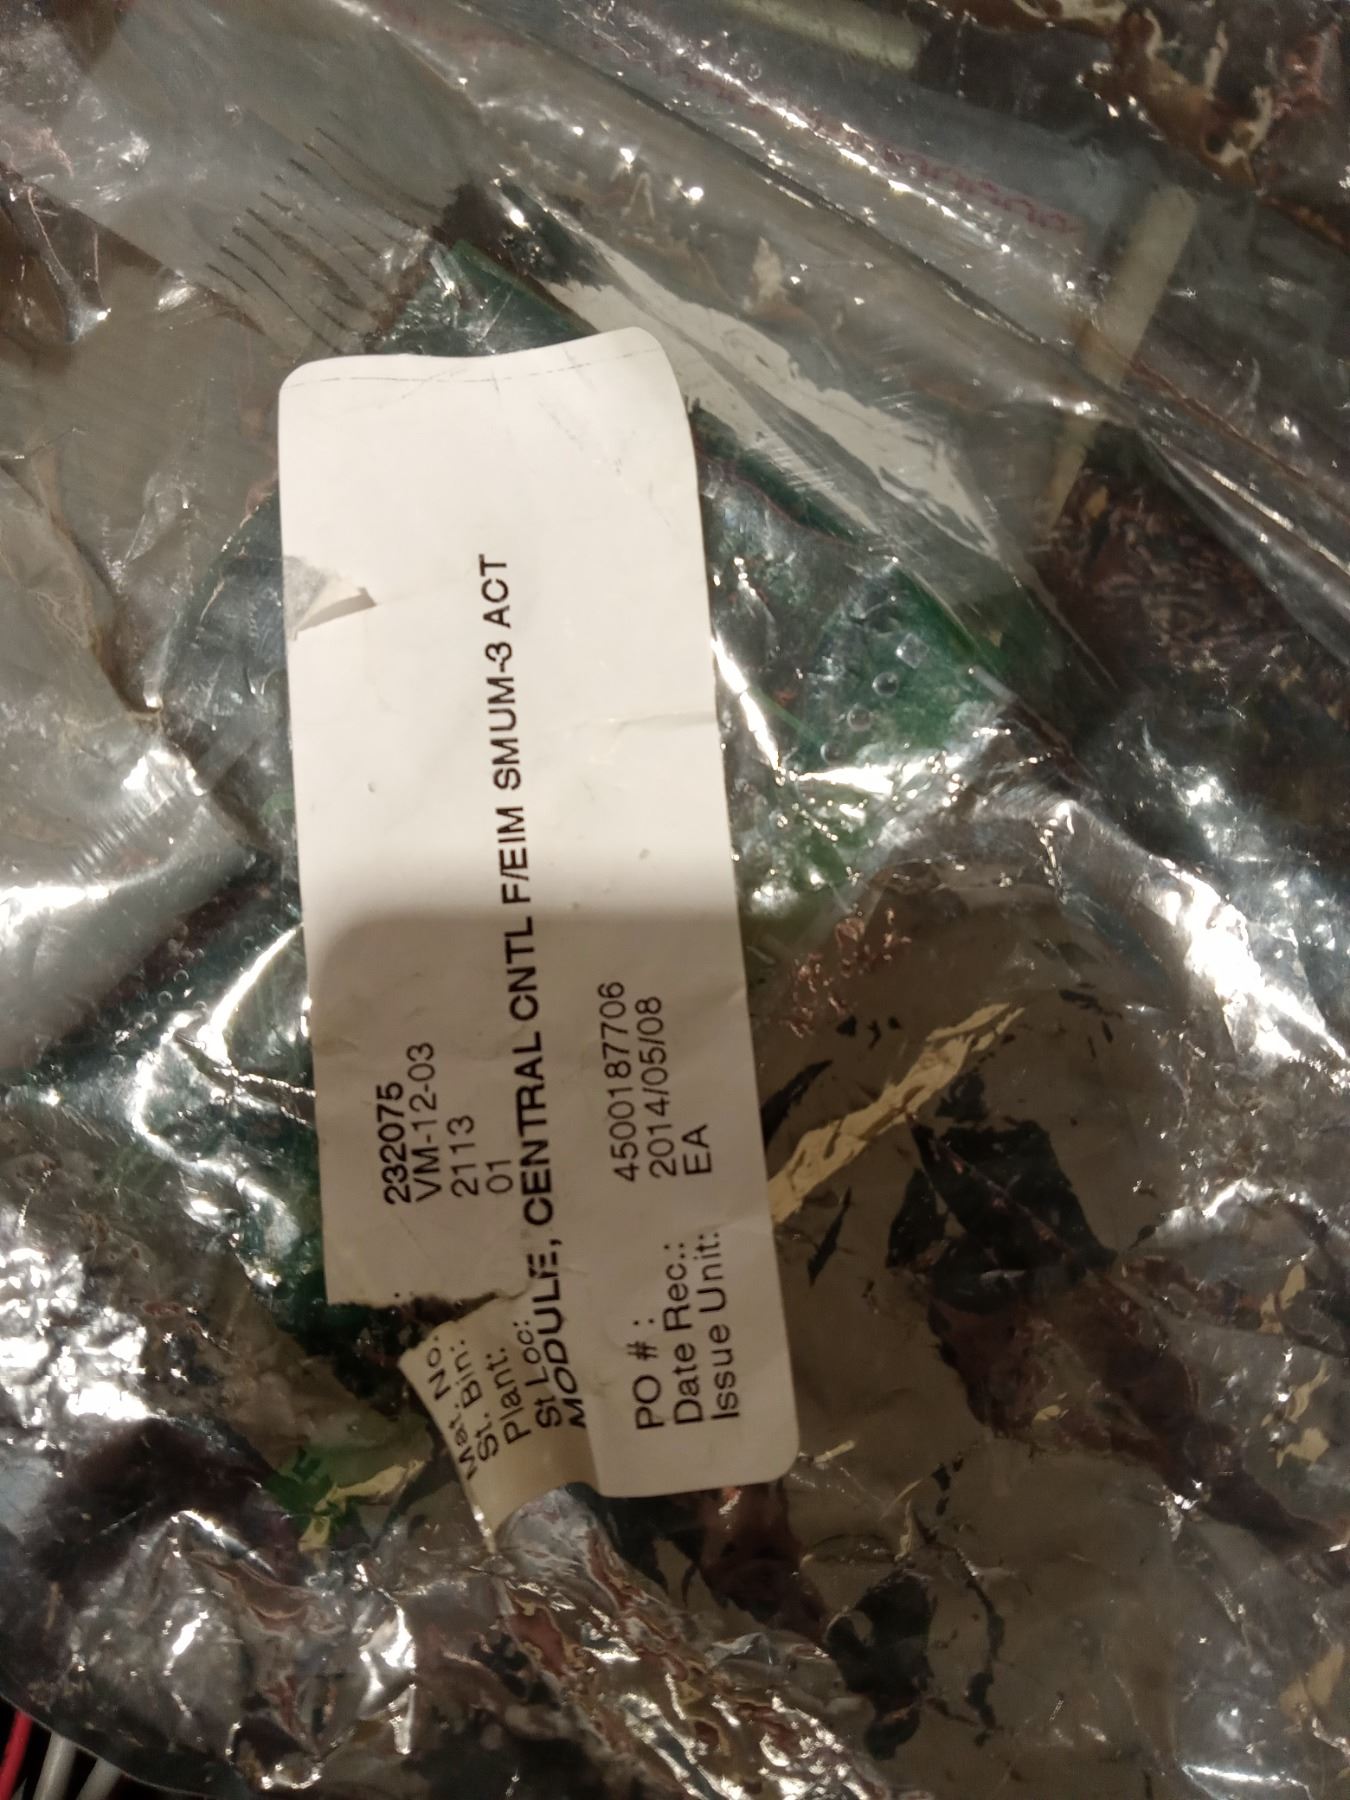 Mat. No.: 232075
St. Bin.: VM-12-03
Plant: 2113
St Loc: 01
MODULE, CENTRAL CNTL F/EIM SMUM-3 ACT
PO # : 4500187706
Date Rec.: 2014/05/08
Issue Unit: EA